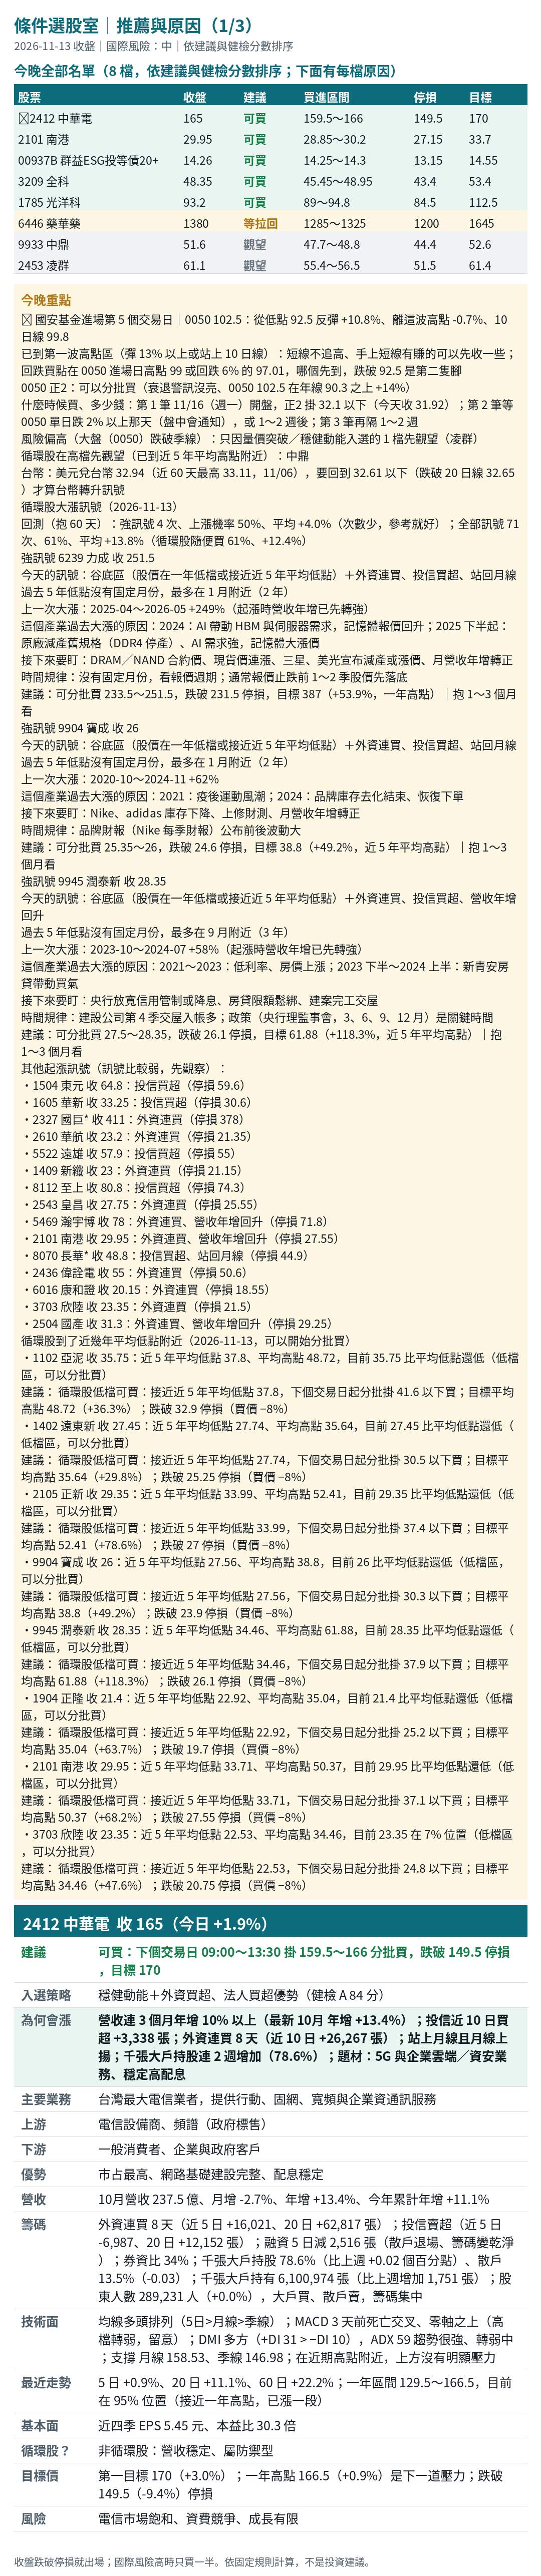 條件選股室｜推薦與原因（1/3）
2026-11-13 收盤｜國際風險：中｜依建議與健檢分數排序
今晚全部名單（8 檔，依建議與健檢分數排序；下面有每檔原因）
股票 收盤 建議 買進區間 停損 目標
2412 中華電 165 可買 159.5～166 149.5 170
2101 南港 29.95 可買 28.85～30.2 27.15 33.7
00937B 群益ESG投等債20+ 14.26 可買 14.25～14.3 13.15 14.55
3209 全科 48.35 可買 45.45～48.95 43.4 53.4
1785 光洋科 93.2 可買 89～94.8 84.5 112.5
6446 藥華藥 1380 等拉回 1285～1325 1200 1645
9933 中鼎 51.6 觀望 47.7～48.8 44.4 52.6
2453 凌群 61.1 觀望 55.4～56.5 51.5 61.4
今晚重點
國安基金進場第 5 個交易日｜0050 102.5：從低點 92.5 反彈 +10.8%、離這波高點 -0.7%、10
日線 99.8
已到第一波高點區（彈 13% 以上或站上 10 日線）：短線不追高、手上短線有賺的可以先收一些；
回跌買點在 0050 進場日高點 99 或回跌 6% 的 97.01，哪個先到，跌破 92.5 是第二隻腳
0050 正2：可以分批買（衰退警訊沒亮、0050 102.5 在年線 90.3 之上 +14%）
什麼時候買、多少錢：第 1 筆 11/16（週一）開盤，正2 掛 32.1 以下（今天收 31.92）；第 2 筆等
0050 單日跌 2% 以上那天（盤中會通知），或 1～2 週後；第 3 筆再隔 1～2 週
風險偏高（大盤（0050）跌破季線）：只因量價突破／穩健動能入選的 1 檔先觀望（凌群）
循環股在高檔先觀望（已到近 5 年平均高點附近）：中鼎
台幣：美元兌台幣 32.94（近 60 天最高 33.11，11/06），要回到 32.61 以下（跌破 20 日線 32.65
）才算台幣轉升訊號
循環股大漲訊號（2026-11-13）
回測（抱 60 天）：強訊號 4 次、上漲機率 50%、平均 +4.0%（次數少，參考就好）；全部訊號 71
次、61%、平均 +13.8%（循環股隨便買 61%、+12.4%）
強訊號 6239 力成 收 251.5
今天的訊號：谷底區（股價在一年低檔或接近近 5 年平均低點）＋外資連買、投信買超、站回月線
過去 5 年低點沒有固定月份，最多在 1 月附近（2 年）
上一次大漲：2025-04～2026-05 +249%（起漲時營收年增已先轉強）
這個產業過去大漲的原因：2024：AI 帶動 HBM 與伺服器需求，記憶體報價回升；2025 下半起：
原廠減產舊規格（DDR4 停產）、AI 需求強，記憶體大漲價
接下來要盯：DRAM／NAND 合約價、現貨價連漲、三星、美光宣布減產或漲價、月營收年增轉正
時間規律：沒有固定月份，看報價週期；通常報價止跌前 1～2 季股價先落底
建議：可分批買 233.5～251.5，跌破 231.5 停損，目標 387（+53.9%，一年高點）｜抱 1～3 個月
看
強訊號 9904 寶成 收 26
今天的訊號：谷底區（股價在一年低檔或接近近 5 年平均低點）＋外資連買、投信買超、站回月線
過去 5 年低點沒有固定月份，最多在 1 月附近（2 年）
上一次大漲：2020-10～2024-11 +62%
這個產業過去大漲的原因：2021：疫後運動風潮；2024：品牌庫存去化結束、恢復下單
接下來要盯：Nike、adidas 庫存下降、上修財測、月營收年增轉正
時間規律：品牌財報（Nike 每季財報）公布前後波動大
建議：可分批買 25.35～26，跌破 24.6 停損，目標 38.8（+49.2%，近 5 年平均高點）｜抱 1～3
個月看
強訊號 9945 潤泰新 收 28.35
今天的訊號：谷底區（股價在一年低檔或接近近 5 年平均低點）＋外資連買、投信買超、營收年增
回升
過去 5 年低點沒有固定月份，最多在 9 月附近（3 年）
上一次大漲：2023-10～2024-07 +58%（起漲時營收年增已先轉強）
這個產業過去大漲的原因：2021～2023：低利率、房價上漲；2023 下半～2024 上半：新青安房
貸帶動買氣
接下來要盯：央行放寬信用管制或降息、房貸限額鬆綁、建案完工交屋
時間規律：建設公司第 4 季交屋入帳多；政策（央行理監事會，3、6、9、12 月）是關鍵時間
建議：可分批買 27.5～28.35，跌破 26.1 停損，目標 61.88（+118.3%，近 5 年平均高點）｜抱
1～3 個月看
其他起漲訊號（訊號比較弱，先觀察）：
・1504 東元 收 64.8：投信買超（停損 59.6）
・1605 華新 收 33.25：投信買超（停損 30.6）
・2327 國巨* 收 411：外資連買（停損 378）
・2610 華航 收 23.2：外資連買（停損 21.35）
・5522 遠雄 收 57.9：投信買超（停損 55）
・1409 新纖 收 23：外資連買（停損 21.15）
・8112 至上 收 80.8：投信買超（停損 74.3）
・2543 皇昌 收 27.75：外資連買（停損 25.55）
・5469 瀚宇博 收 78：外資連買、營收年增回升（停損 71.8）
・2101 南港 收 29.95：外資連買、營收年增回升（停損 27.55）
・8070 長華* 收 48.8：投信買超、站回月線（停損 44.9）
・2436 偉詮電 收 55：外資連買（停損 50.6）
・6016 康和證 收 20.15：外資連買（停損 18.55）
・3703 欣陸 收 23.35：外資連買（停損 21.5）
・2504 國產 收 31.3：外資連買、營收年增回升（停損 29.25）
循環股到了近幾年平均低點附近（2026-11-13，可以開始分批買）
・1102 亞泥 收 35.75：近 5 年平均低點 37.8、平均高點 48.72，目前 35.75 比平均低點還低（低檔
區，可以分批買）
建議： 循環股低檔可買：接近近 5 年平均低點 37.8，下個交易日起分批掛 41.6 以下買；目標平均
高點 48.72（+36.3%）；跌破 32.9 停損（買價 −8%）
・1402 遠東新 收 27.45：近 5 年平均低點 27.74、平均高點 35.64，目前 27.45 比平均低點還低（
低檔區，可以分批買）
建議： 循環股低檔可買：接近近 5 年平均低點 27.74，下個交易日起分批掛 30.5 以下買；目標平
均高點 35.64（+29.8%）；跌破 25.25 停損（買價 −8%）
・2105 正新 收 29.35：近 5 年平均低點 33.99、平均高點 52.41，目前 29.35 比平均低點還低（低
檔區，可以分批買）
建議： 循環股低檔可買：接近近 5 年平均低點 33.99，下個交易日起分批掛 37.4 以下買；目標平
均高點 52.41（+78.6%）；跌破 27 停損（買價 −8%）
・9904 寶成 收 26：近 5 年平均低點 27.56、平均高點 38.8，目前 26 比平均低點還低（低檔區，
可以分批買）
建議： 循環股低檔可買：接近近 5 年平均低點 27.56，下個交易日起分批掛 30.3 以下買；目標平
均高點 38.8（+49.2%）；跌破 23.9 停損（買價 −8%）
・9945 潤泰新 收 28.35：近 5 年平均低點 34.46、平均高點 61.88，目前 28.35 比平均低點還低（
低檔區，可以分批買）
建議： 循環股低檔可買：接近近 5 年平均低點 34.46，下個交易日起分批掛 37.9 以下買；目標平
均高點 61.88（+118.3%）；跌破 26.1 停損（買價 −8%）
・1904 正隆 收 21.4：近 5 年平均低點 22.92、平均高點 35.04，目前 21.4 比平均低點還低（低檔
區，可以分批買）
建議： 循環股低檔可買：接近近 5 年平均低點 22.92，下個交易日起分批掛 25.2 以下買；目標平
均高點 35.04（+63.7%）；跌破 19.7 停損（買價 −8%）
・2101 南港 收 29.95：近 5 年平均低點 33.71、平均高點 50.37，目前 29.95 比平均低點還低（低
檔區，可以分批買）
建議： 循環股低檔可買：接近近 5 年平均低點 33.71，下個交易日起分批掛 37.1 以下買；目標平
均高點 50.37（+68.2%）；跌破 27.55 停損（買價 −8%）
・3703 欣陸 收 23.35：近 5 年平均低點 22.53、平均高點 34.46，目前 23.35 在 7% 位置（低檔區
，可以分批買）
建議： 循環股低檔可買：接近近 5 年平均低點 22.53，下個交易日起分批掛 24.8 以下買；目標平
均高點 34.46（+47.6%）；跌破 20.75 停損（買價 −8%）
2412 中華電 收 165（今日 +1.9%）
建議 可買：下個交易日 09:00～13:30 掛 159.5～166 分批買，跌破 149.5 停損
，目標 170
入選策略 穩健動能＋外資買超、法人買超優勢（健檢 A 84 分）
為何會漲 營收連 3 個月年增 10% 以上（最新 10月 年增 +13.4%）；投信近 10 日買
超 +3,338 張；外資連買 8 天（近 10 日 +26,267 張）；站上月線且月線上
揚；千張大戶持股連 2 週增加（78.6%）；題材：5G 與企業雲端／資安業
務、穩定高配息
主要業務 台灣最大電信業者，提供行動、固網、寬頻與企業資通訊服務
上游 電信設備商、頻譜（政府標售）
下游 一般消費者、企業與政府客戶
優勢 市占最高、網路基礎建設完整、配息穩定
營收 10月營收 237.5 億、月增 -2.7%、年增 +13.4%、今年累計年增 +11.1%
籌碼 外資連買 8 天（近 5 日 +16,021、20 日 +62,817 張）；投信賣超（近 5 日
-6,987、20 日 +12,152 張）；融資 5 日減 2,516 張（散戶退場、籌碼變乾淨
）；券資比 34%；千張大戶持股 78.6%（比上週 +0.02 個百分點）、散戶
13.5%（-0.03）；千張大戶持有 6,100,974 張（比上週增加 1,751 張）；股
東人數 289,231 人（+0.0%），大戶買、散戶賣，籌碼集中
技術面 均線多頭排列（5日>月線>季線）；MACD 3 天前死亡交叉、零軸之上（高
檔轉弱，留意）；DMI 多方（+DI 31 > −DI 10），ADX 59 趨勢很強、轉弱中
；支撐 月線 158.53、季線 146.98；在近期高點附近，上方沒有明顯壓力
最近走勢 5 日 +0.9%、20 日 +11.1%、60 日 +22.2%；一年區間 129.5～166.5，目前
在 95% 位置（接近一年高點，已漲一段）
基本面 近四季 EPS 5.45 元、本益比 30.3 倍
循環股？ 非循環股：營收穩定、屬防禦型
目標價 第一目標 170（+3.0%）；一年高點 166.5（+0.9%）是下一道壓力；跌破
149.5（-9.4%）停損
風險 電信市場飽和、資費競爭、成長有限
收盤跌破停損就出場；國際風險高時只買一半。依固定規則計算，不是投資建議。